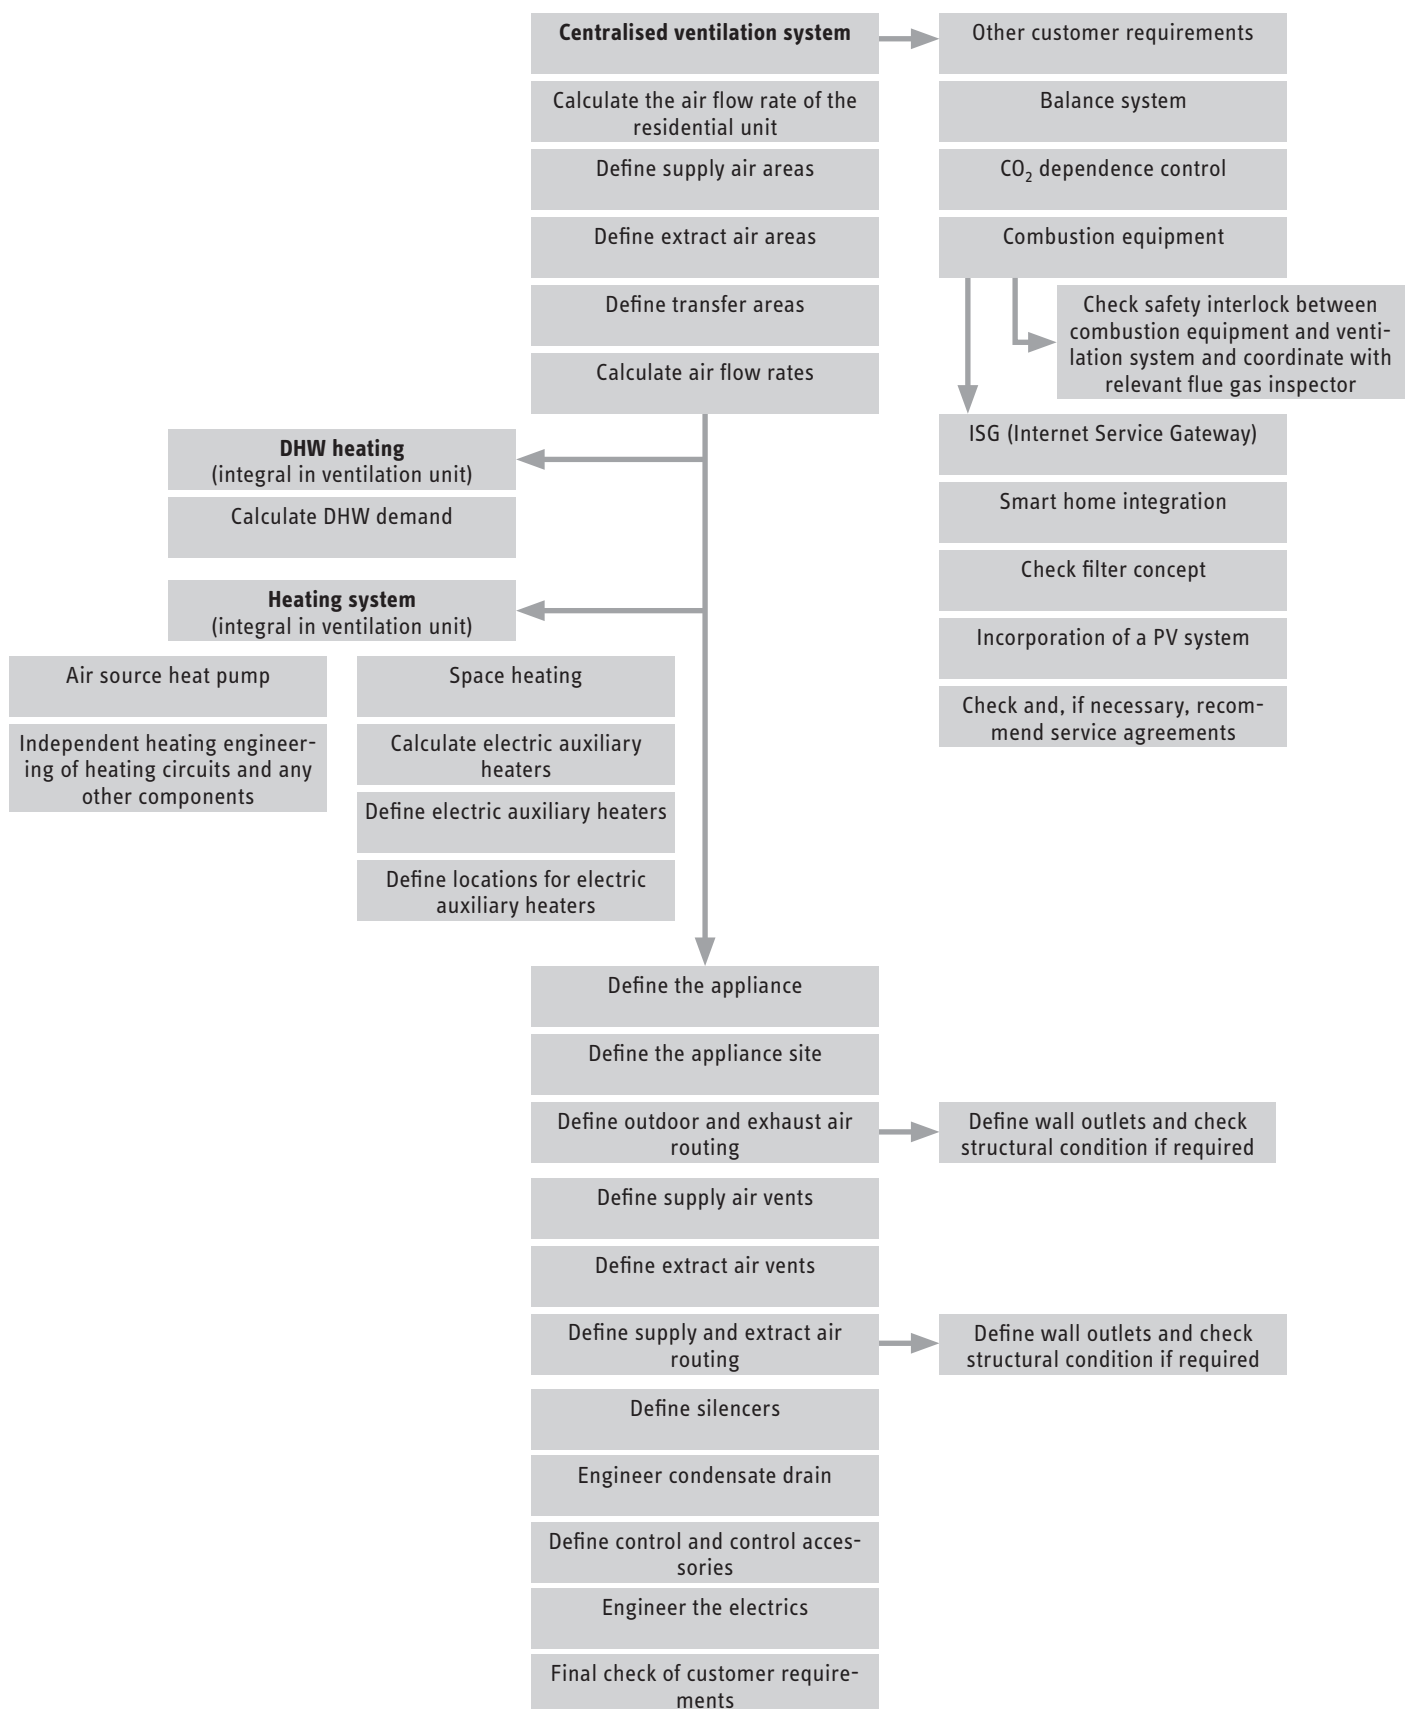 Centralised ventilation system
Calculate the air flow rate of the
residential unit
Define supply air areas
Define extract air areas
Define transfer areas
Calculate air flow rates
Other customer requirements
Balance system
CO₂ dependence control
Combustion equipment
Check safety interlock between
combustion equipment and venti-
lation system and coordinate with
relevant flue gas inspector
ISG (Internet Service Gateway)
Smart home integration
Check filter concept
Incorporation of a PV system
Check and, if necessary, recom-
mend service agreements
DHW heating
(integral in ventilation unit)
Calculate DHW demand
Heating system
(integral in ventilation unit)
Air source heat pump
Independent heating engineer-
ing of heating circuits and any
other components
Space heating
Calculate electric auxiliary
heaters
Define electric auxiliary heaters
Define locations for electric
auxiliary heaters
Define the appliance
Define the appliance site
Define outdoor and exhaust air
routing
Define wall outlets and check
structural condition if required
Define supply air vents
Define extract air vents
Define supply and extract air
routing
Define wall outlets and check
structural condition if required
Define silencers
Engineer condensate drain
Define control and control acces-
sories
Engineer the electrics
Final check of customer require-
ments